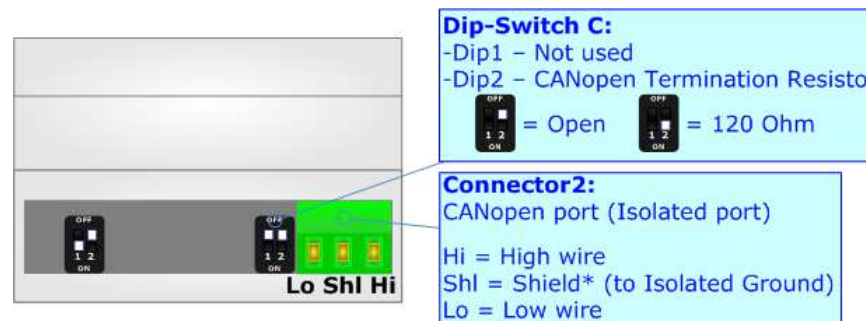 Dip-Switch C:
-Dip1 – Not used
-Dip2 – CANopen Termination Resisto
OFF
1 2
ON
= Open
OFF
1 2
ON
= 120 Ohm
Connector2:
CANopen port (Isolated port)
Hi = High wire
Shl = Shield* (to Isolated Ground)
Lo = Low wire
OFF
1 2
ON
OFF
1 2
ON
Lo Shl Hi